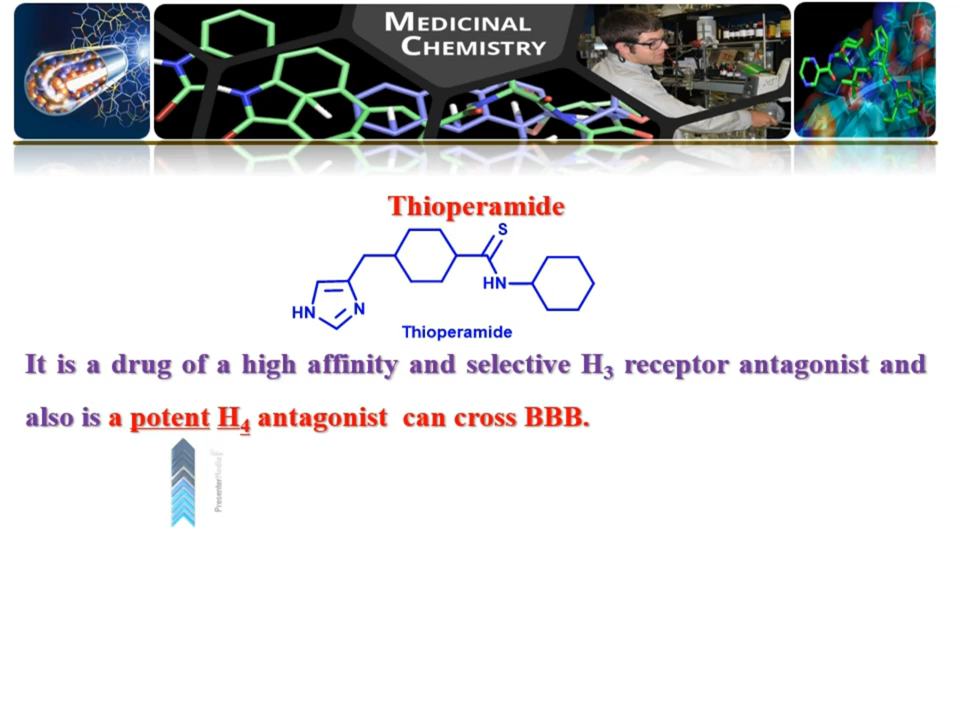 MEDICINAL
CHEMISTRY
Thioperamide
S
HN
HN
N
Thioperamide
It is a drug of a high affinity and selective H₃ receptor antagonist and
also is a potent H₄ antagonist can cross BBB.
PresenterMedia